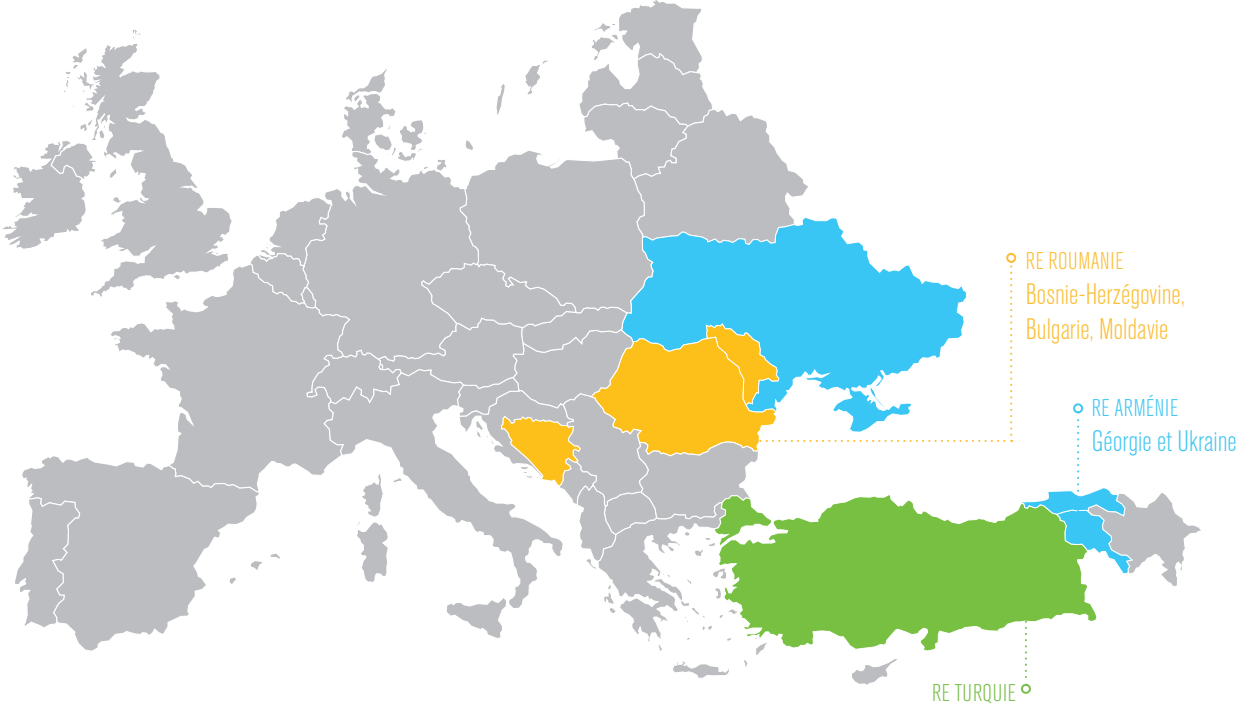 RE ROUMANIE
Bosnie-Herzégovine,
Bulgarie, Moldavie
RE ARMÉNIE
Géorgie et Ukraine
RE TURQUIE